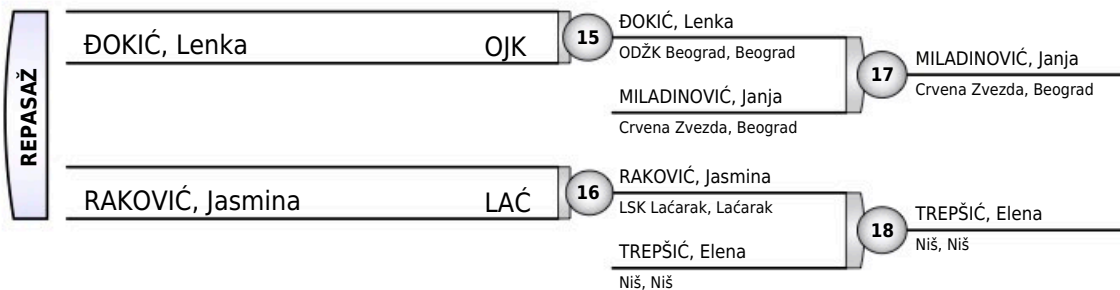 REPASAŽ
ĐOKIĆ, Lenka OJK
15
ĐOKIĆ, Lenka
ODŽK Beograd, Beograd
MILADINOVIĆ, Janja
Crvena Zvezda, Beograd
17
MILADINOVIĆ, Janja
Crvena Zvezda, Beograd
RAKOVIĆ, Jasmina LAĆ
16
RAKOVIĆ, Jasmina
LSK Laćarak, Laćarak
TREPŠIĆ, Elena
Niš, Niš
18
TREPŠIĆ, Elena
Niš, Niš